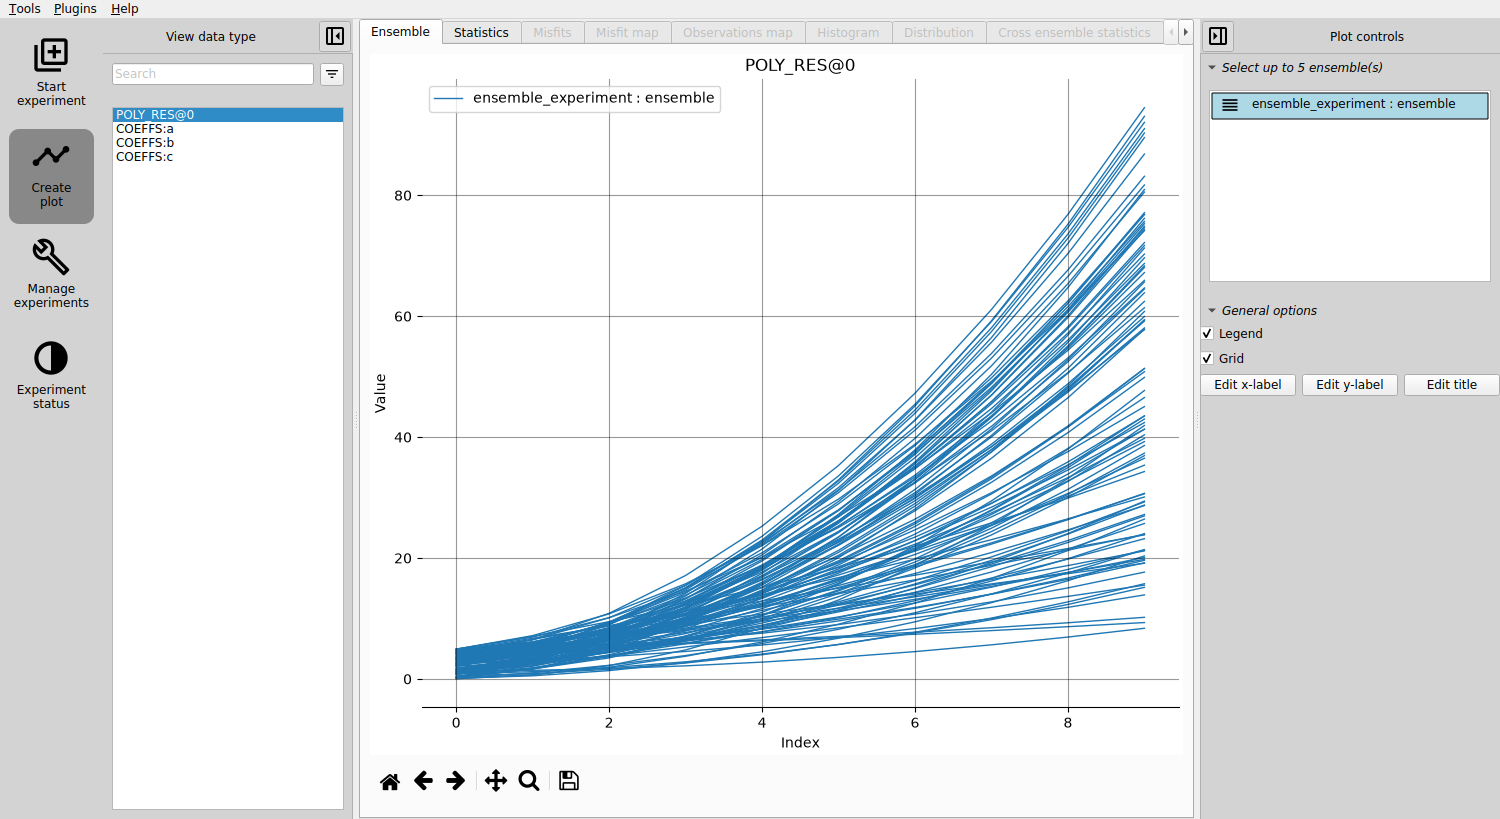 Tools Plugins Help
Start
experiment
Create
plot
Manage
experiments
Experiment
status
View data type
Search
POLY_RES@0
COEFFS:a
COEFFS:b
COEFFS:c
Ensemble Statistics Misfits Misfit map Observations map Histogram Distribution Cross ensemble statistics
POLY_RES@0
ensemble_experiment : ensemble
80
60
40
20
0
Value
0 2 4 6 8
Index
Plot controls
Select up to 5 ensemble(s)
ensemble_experiment : ensemble
General options
Legend
Grid
Edit x-label Edit y-label Edit title